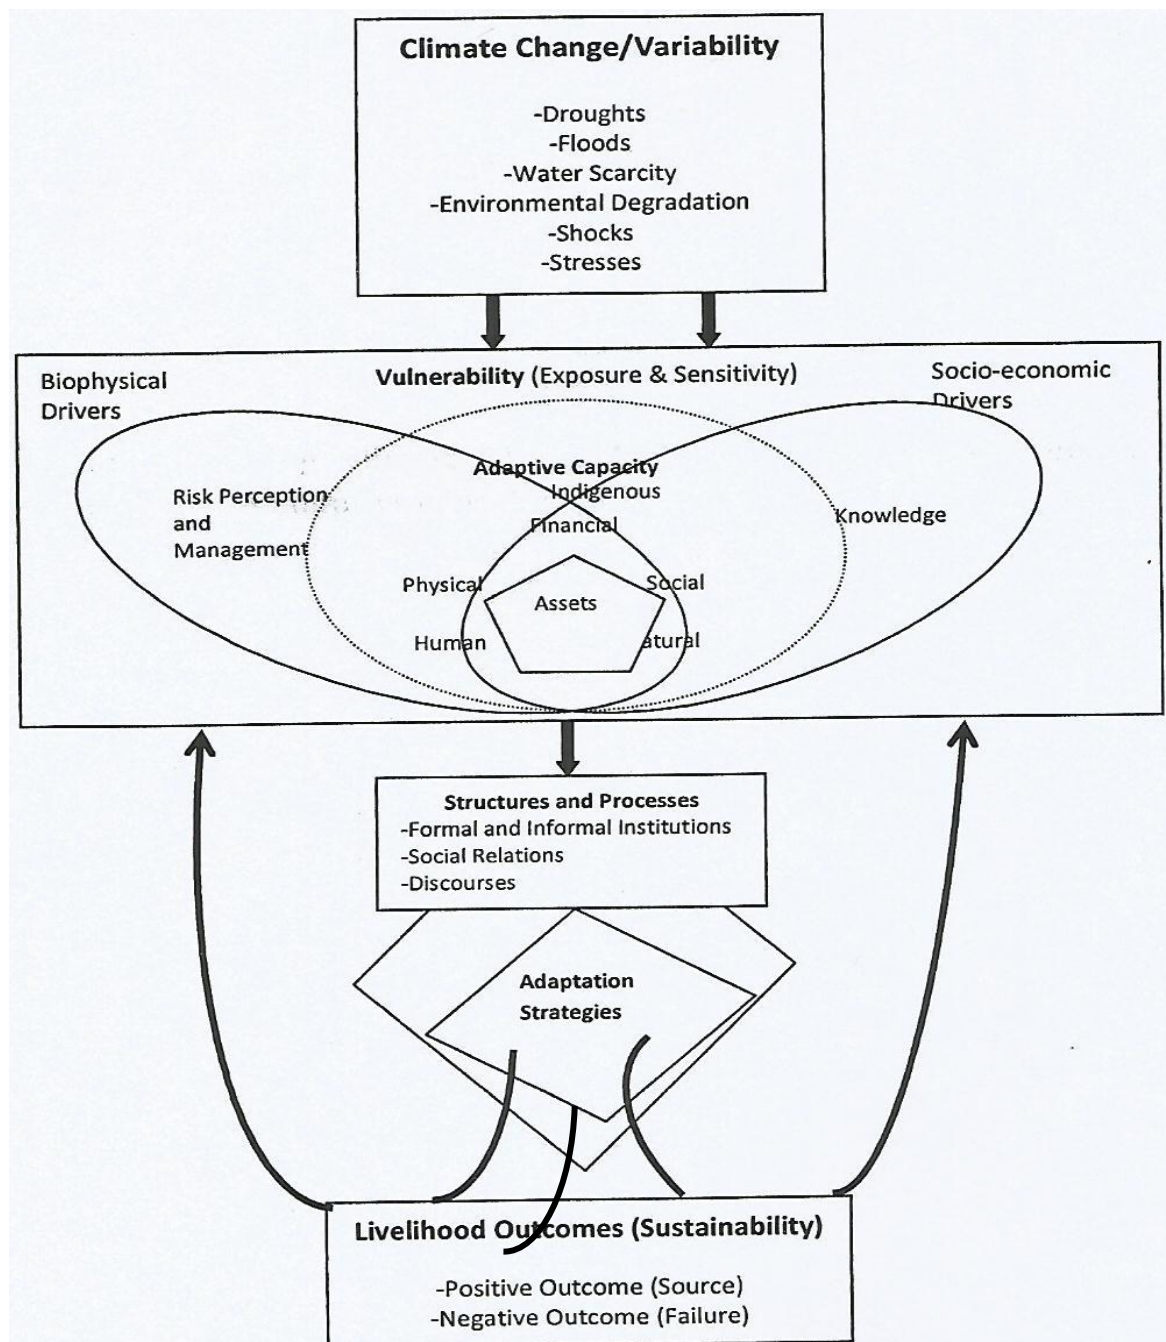 Climate Change/Variability
-Droughts
-Floods
-Water Scarcity
-Environmental Degradation
-Shocks
-Stresses
Biophysical
Drivers
Vulnerability (Exposure & Sensitivity)
Socio-economic
Drivers
Adaptive Capacity
Risk Perception
and
Management
Indigenous
Knowledge
Financial
Physical
Social
Assets
Human
atural
Structures and Processes
-Formal and Informal Institutions
-Social Relations
-Discourses
Adaptation
Strategies
Livelihood Outcomes (Sustainability)
-Positive Outcome (Source)
-Negative Outcome (Failure)